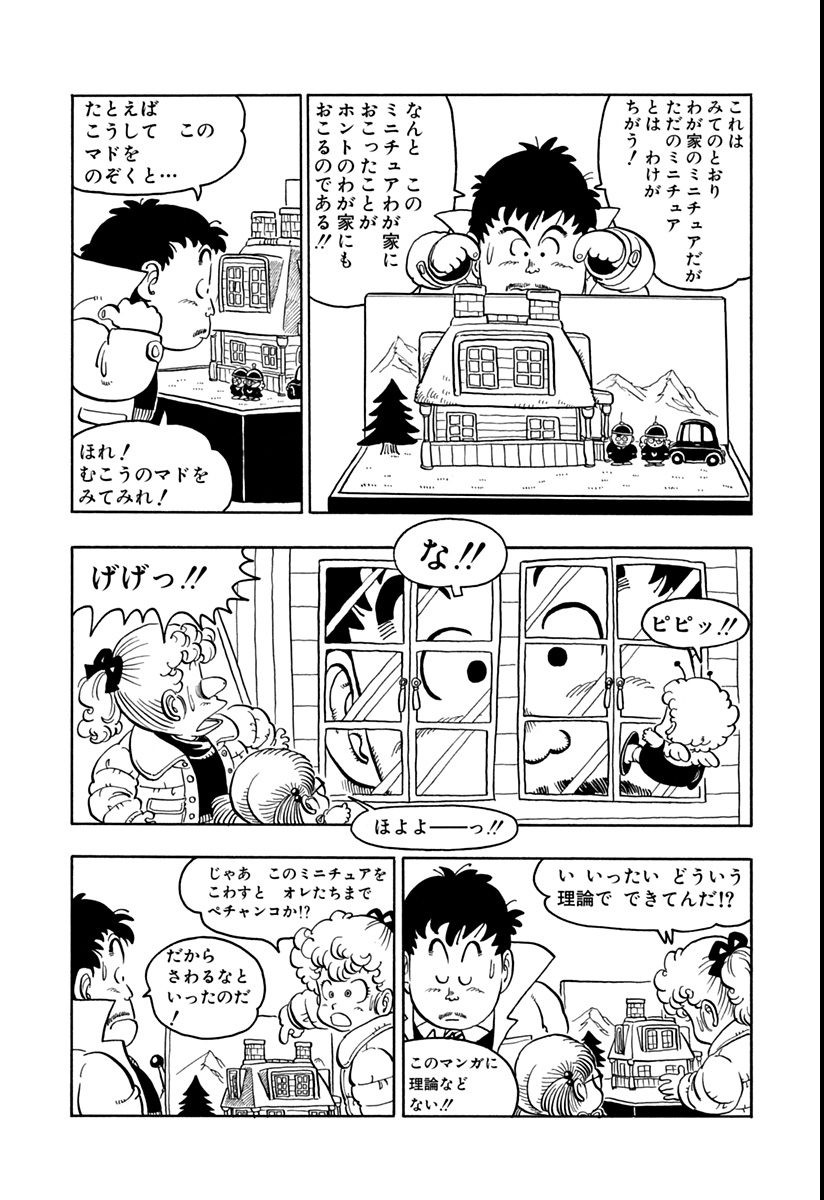 これは
みてのとおり
わが家のミニチュアだが
ただのミニチュア
とは わけが
ちがう！
なんと この
ミニチュアわが家に
おこったことが
ホントのわが家にも
おこるのである!!
たとえば
こうして この
マドを
のぞくと…
ほれ！
むこうのマドを
みてみれ！
ピピッ!!
な!!
げげっ!!
ほよよ──っ!!
い いったい どういう
理論で できてんだ!?
このマンガに
理論など
ない!!
じゃあ このミニチュアを
こわすと オレたちまで
ペチャンコか!?
だから
さわるなと
いったのだ
！